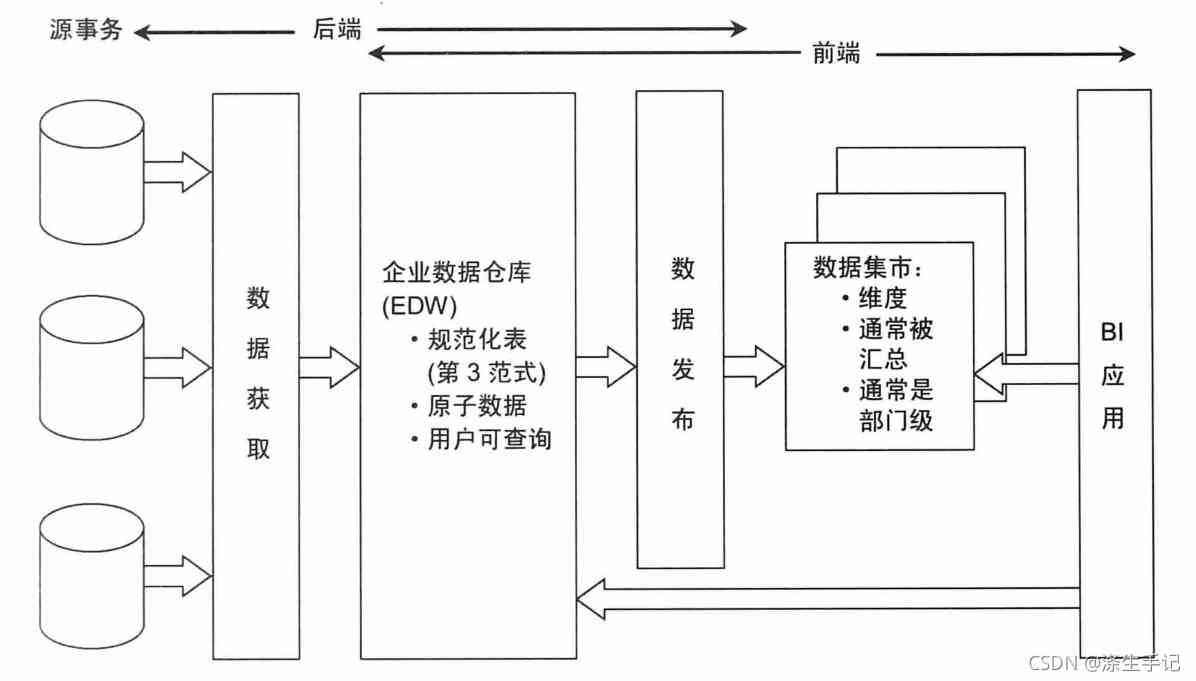 源事务
后端
前端
数据获取
企业数据仓库
(EDW)
·规范化表
(第 3 范式)
·原子数据
·用户可查询
数据发布
数据集市：
·维度
·通常被
汇总
·通常是
部门级
BI
应用
CSDN @涤生手记